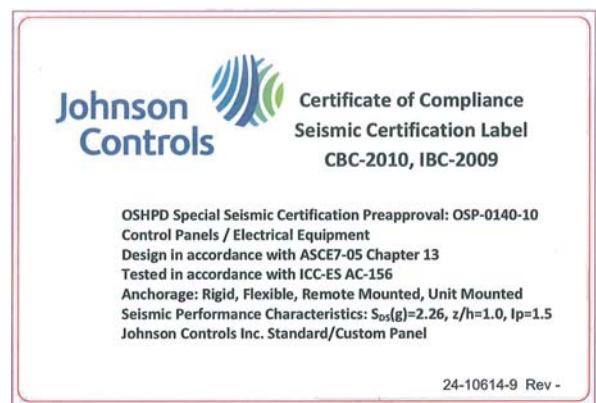 Johnson
Controls
Certificate of Compliance
Seismic Certification Label
CBC-2010, IBC-2009
OSHPD Special Seismic Certification Preapproval: OSP-0140-10
Control Panels / Electrical Equipment
Design in accordance with ASCE7-05 Chapter 13
Tested in accordance with ICC-ES AC-156
Anchorage: Rigid, Flexible, Remote Mounted, Unit Mounted
Seismic Performance Characteristics: SDS(g)=2.26, z/h=1.0, Ip=1.5
Johnson Controls Inc. Standard/Custom Panel
24-10614-9 Rev -